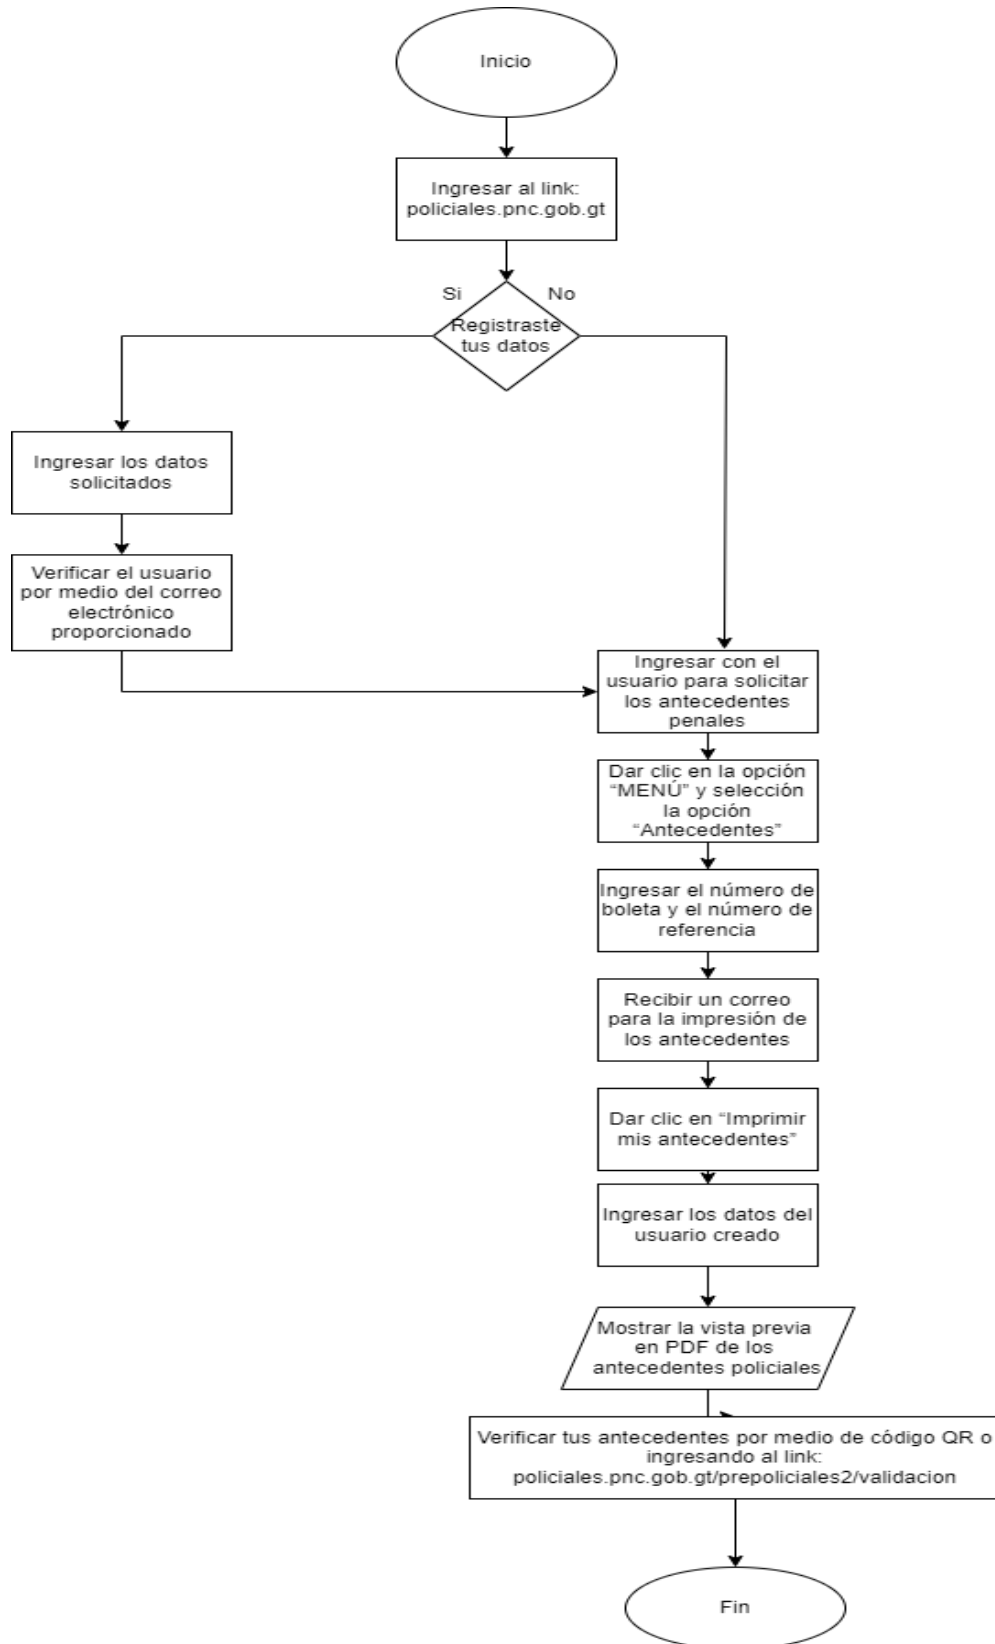 Inicio
Ingresar al link:
policiales.pnc.gob.gt
Si
No
Registraste
tus datos
Ingresar los datos
solicitados
Verificar el usuario
por medio del correo
electrónico
proporcionado
Ingresar con el
usuario para solicitar
los antecedentes
penales
Dar clic en la opción
“MENÚ” y selección
la opción
“Antecedentes”
Ingresar el número de
boleta y el número de
referencia
Recibir un correo
para la impresión de
los antecedentes
Dar clic en “Imprimir
mis antecedentes”
Ingresar los datos del
usuario creado
Mostrar la vista previa
en PDF de los
antecedentes policiales
Verificar tus antecedentes por medio de código QR o
ingresando al link:
policiales.pnc.gob.gt/prepoliciales2/validacion
Fin